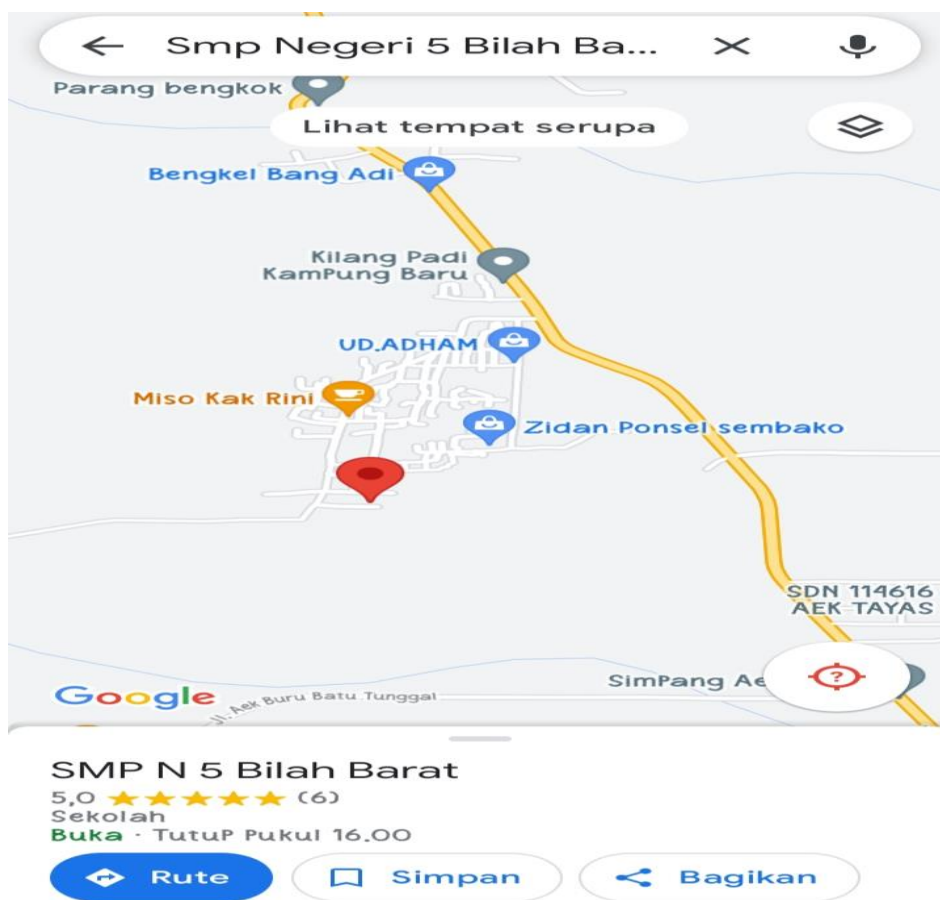 Smp Negeri 5 Bilah Ba...
Parang bengkok
Lihat tempat serupa
Bengkel Bang Adi
Kilang Padi
KamPung Baru
UD.ADHAM
Miso Kak Rini
Zidan Ponsel sembako
SDN 114616
AEK TAYAS
SimPang Ae
Google
Jl. Aek Buru Batu Tunggal
SMP N 5 Bilah Barat
5,0 (6)
Sekolah
Buka · TutuP Pukul 16.00
Rute
Simpan
Bagikan